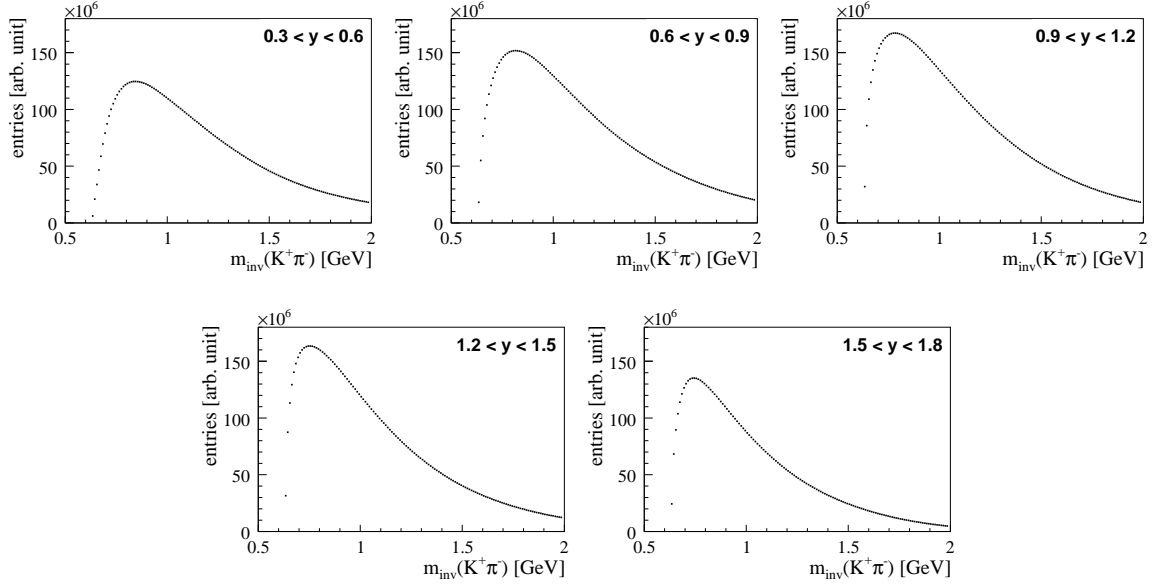 ×10⁶
0.3 < y < 0.6
entries [arb. unit]
150
100
50
0
0.5 1 1.5 2
m_inv(K⁺π⁻) [GeV]
×10⁶
0.6 < y < 0.9
entries [arb. unit]
150
100
50
0
0.5 1 1.5 2
m_inv(K⁺π⁻) [GeV]
×10⁶
0.9 < y < 1.2
entries [arb. unit]
150
100
50
0
0.5 1 1.5 2
m_inv(K⁺π⁻) [GeV]
×10⁶
1.2 < y < 1.5
entries [arb. unit]
150
100
50
0
0.5 1 1.5 2
m_inv(K⁺π⁻) [GeV]
×10⁶
1.5 < y < 1.8
entries [arb. unit]
150
100
50
0
0.5 1 1.5 2
m_inv(K⁺π⁻) [GeV]